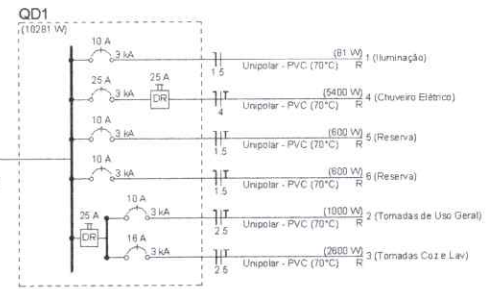 QD1
(10281 W)
10 A
3 kA
1.5
(81 W)
Unipolar - PVC (70°C) R
1 (Iluminação)
25 A
3 kA
25 A
DR
4
(5400 W)
Unipolar - PVC (70°C) R
4 (Chuveiro Elétrico)
10 A
3 kA
1.5
(600 W)
Unipolar - PVC (70°C) R
5 (Reserva)
10 A
3 kA
1.5
(600 W)
Unipolar - PVC (70°C) R
6 (Reserva)
25 A
DR
10 A
3 kA
2.5
(1000 W)
Unipolar - PVC (70°C) R
2 (Tomadas de Uso Geral)
16 A
3 kA
2.5
(2600 W)
Unipolar - PVC (70°C) R
3 (Tomadas Coz e Lav)